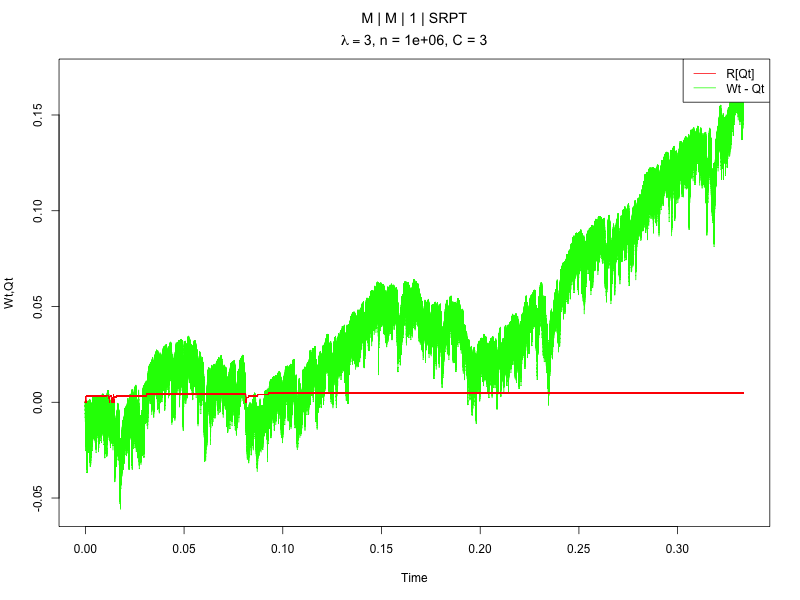 M | M | 1 | SRPT
λ = 3, n = 1e+06, C = 3
R[Qt]
Wt - Qt
0.15
0.10
0.05
0.00
-0.05
Wt,Qt
0.00 0.05 0.10 0.15 0.20 0.25 0.30
Time